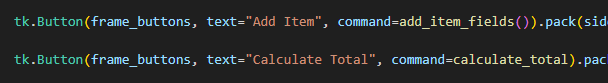 tk.Button(frame_buttons, text="Add Item", command=add_item_fields()).pack(sid
tk.Button(frame_buttons, text="Calculate Total", command=calculate_total).pac